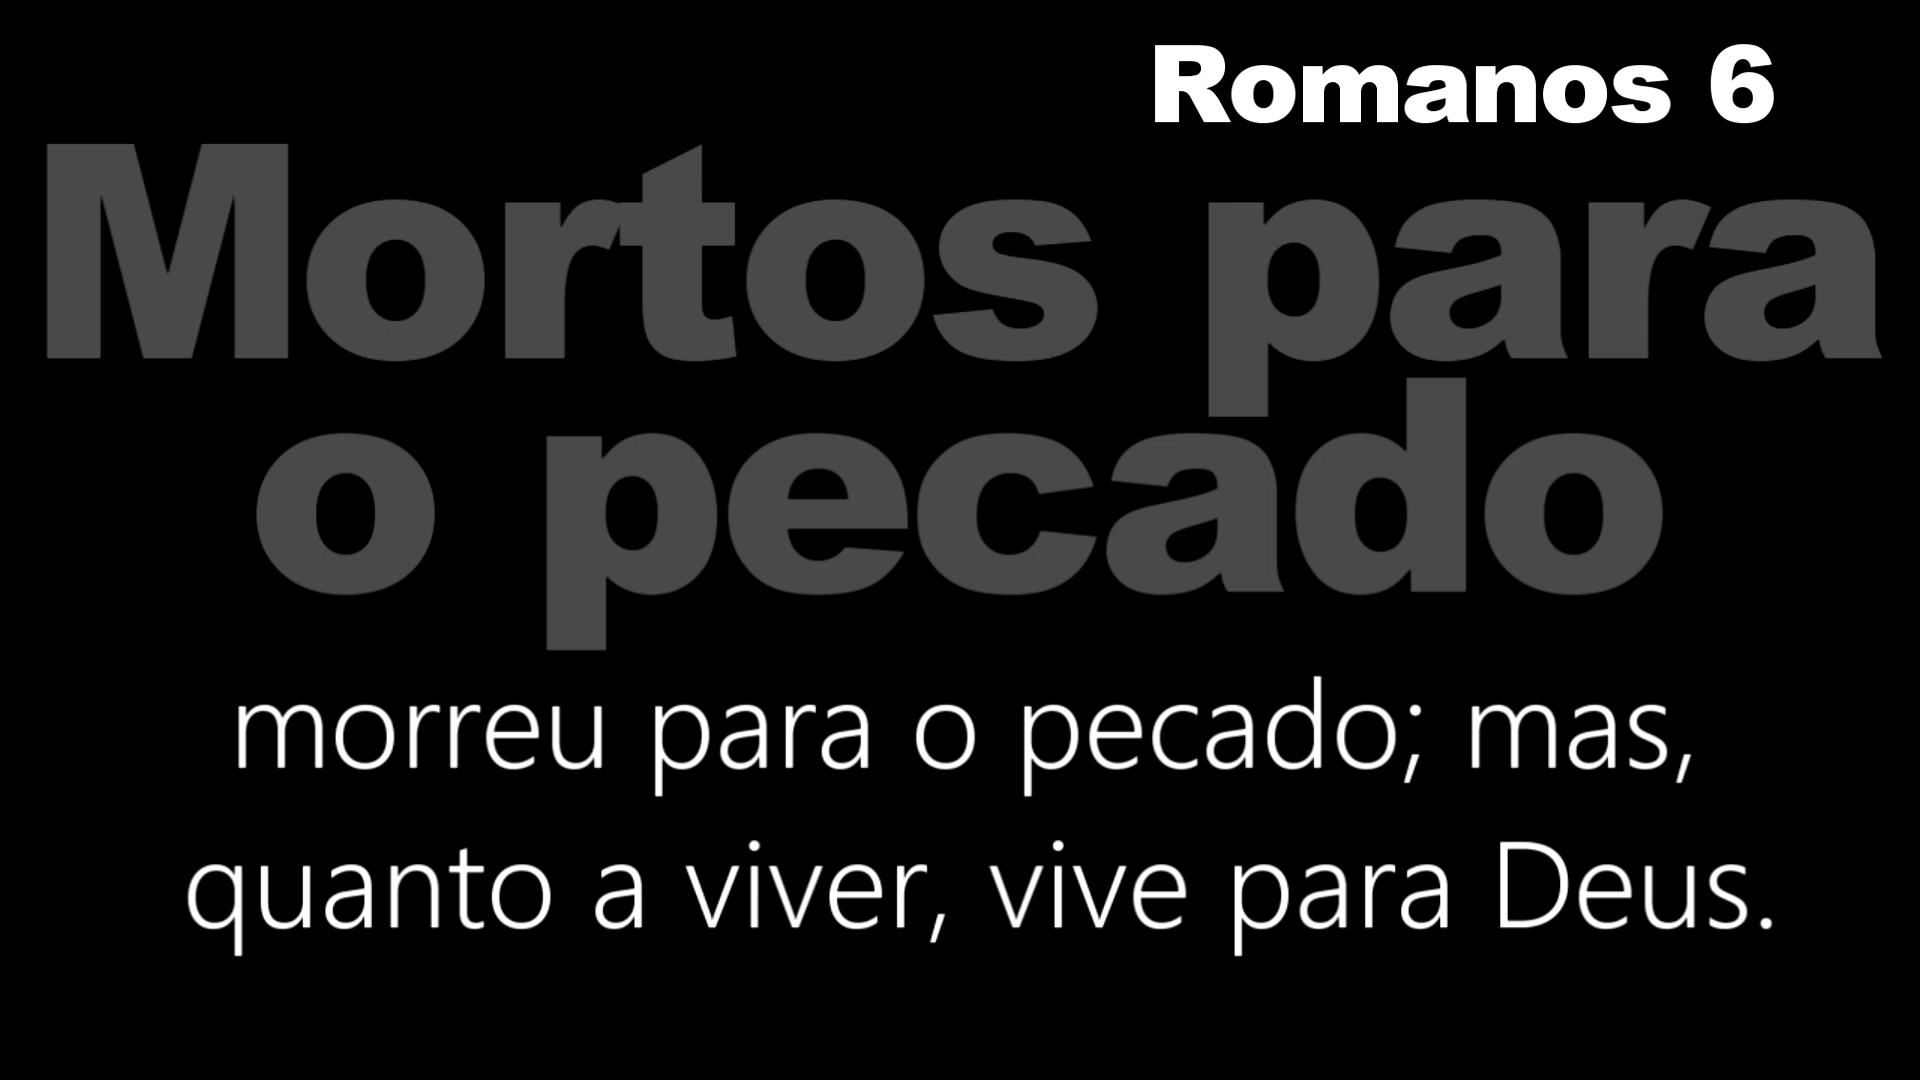 Romanos 6
Mortos para
o pecado
morreu para o pecado; mas,
quanto a viver, vive para Deus.